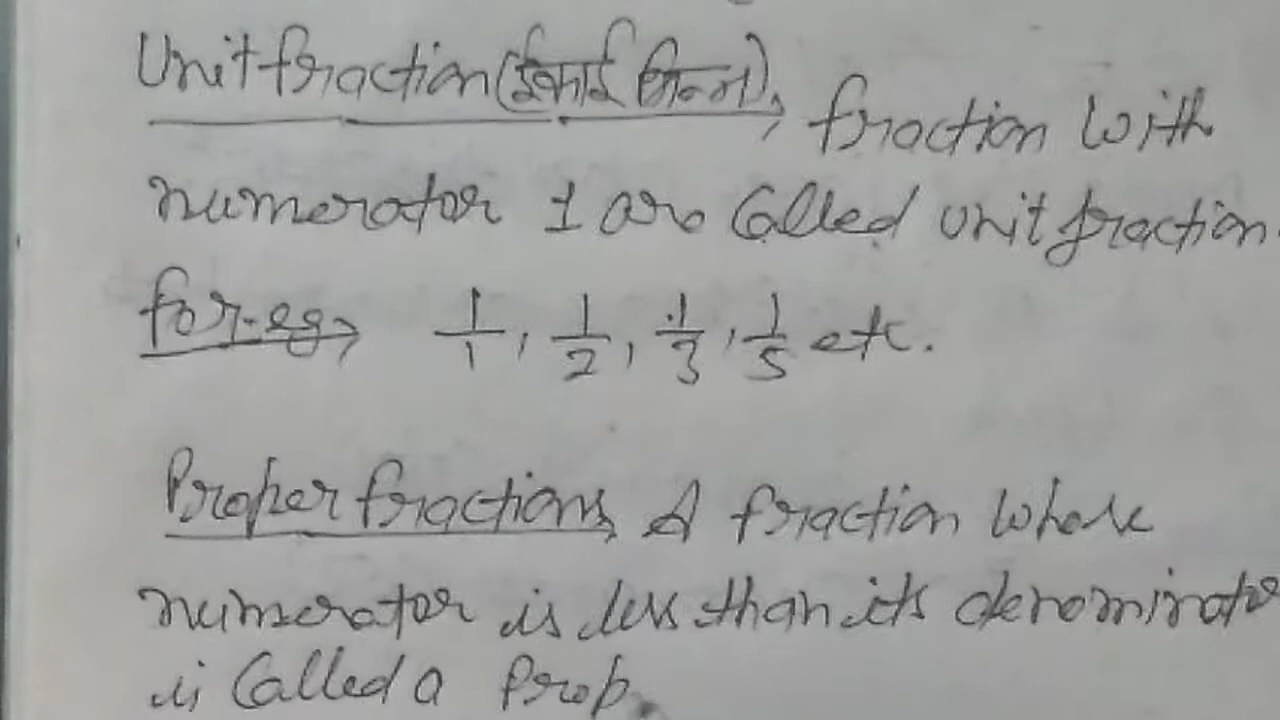 Unit fraction (ईकाई भिन्न), fraction with
numerator 1 are called unit fraction.
for eg, 1/1, 1/2, 1/3, 1/5 etc.
Proper fractions, A fraction whose
numerator is less than its denominator
is called a Prop.